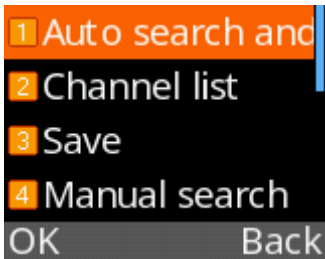 1 Auto search and
2 Channel list
3 Save
4 Manual search
OK Back